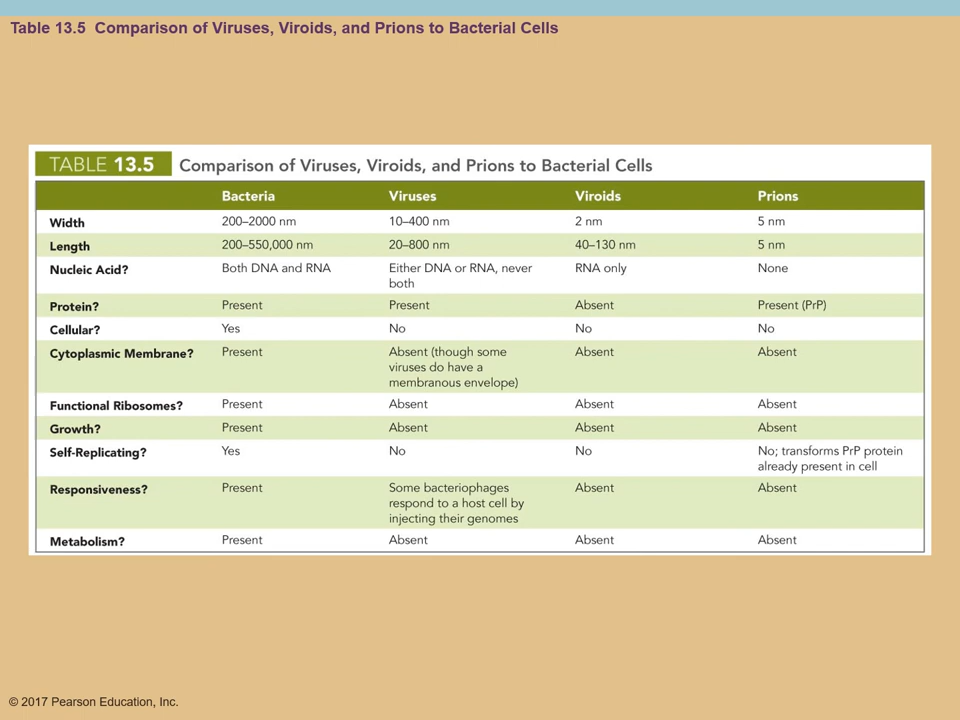 Table 13.5 Comparison of Viruses, Viroids, and Prions to Bacterial Cells
TABLE 13.5 Comparison of Viruses, Viroids, and Prions to Bacterial Cells
Bacteria Viruses Viroids Prions
Width 200–2000 nm 10–400 nm 2 nm 5 nm
Length 200–550,000 nm 20–800 nm 40–130 nm 5 nm
Nucleic Acid? Both DNA and RNA Either DNA or RNA, never RNA only None
both
Protein? Present Present Absent Present (PrP)
Cellular? Yes No No No
Cytoplasmic Membrane? Present Absent (though some Absent Absent
viruses do have a
membranous envelope)
Functional Ribosomes? Present Absent Absent Absent
Growth? Present Absent Absent Absent
Self-Replicating? Yes No No No; transforms PrP protein
already present in cell
Responsiveness? Present Some bacteriophages Absent Absent
respond to a host cell by
injecting their genomes
Metabolism? Present Absent Absent Absent
© 2017 Pearson Education, Inc.